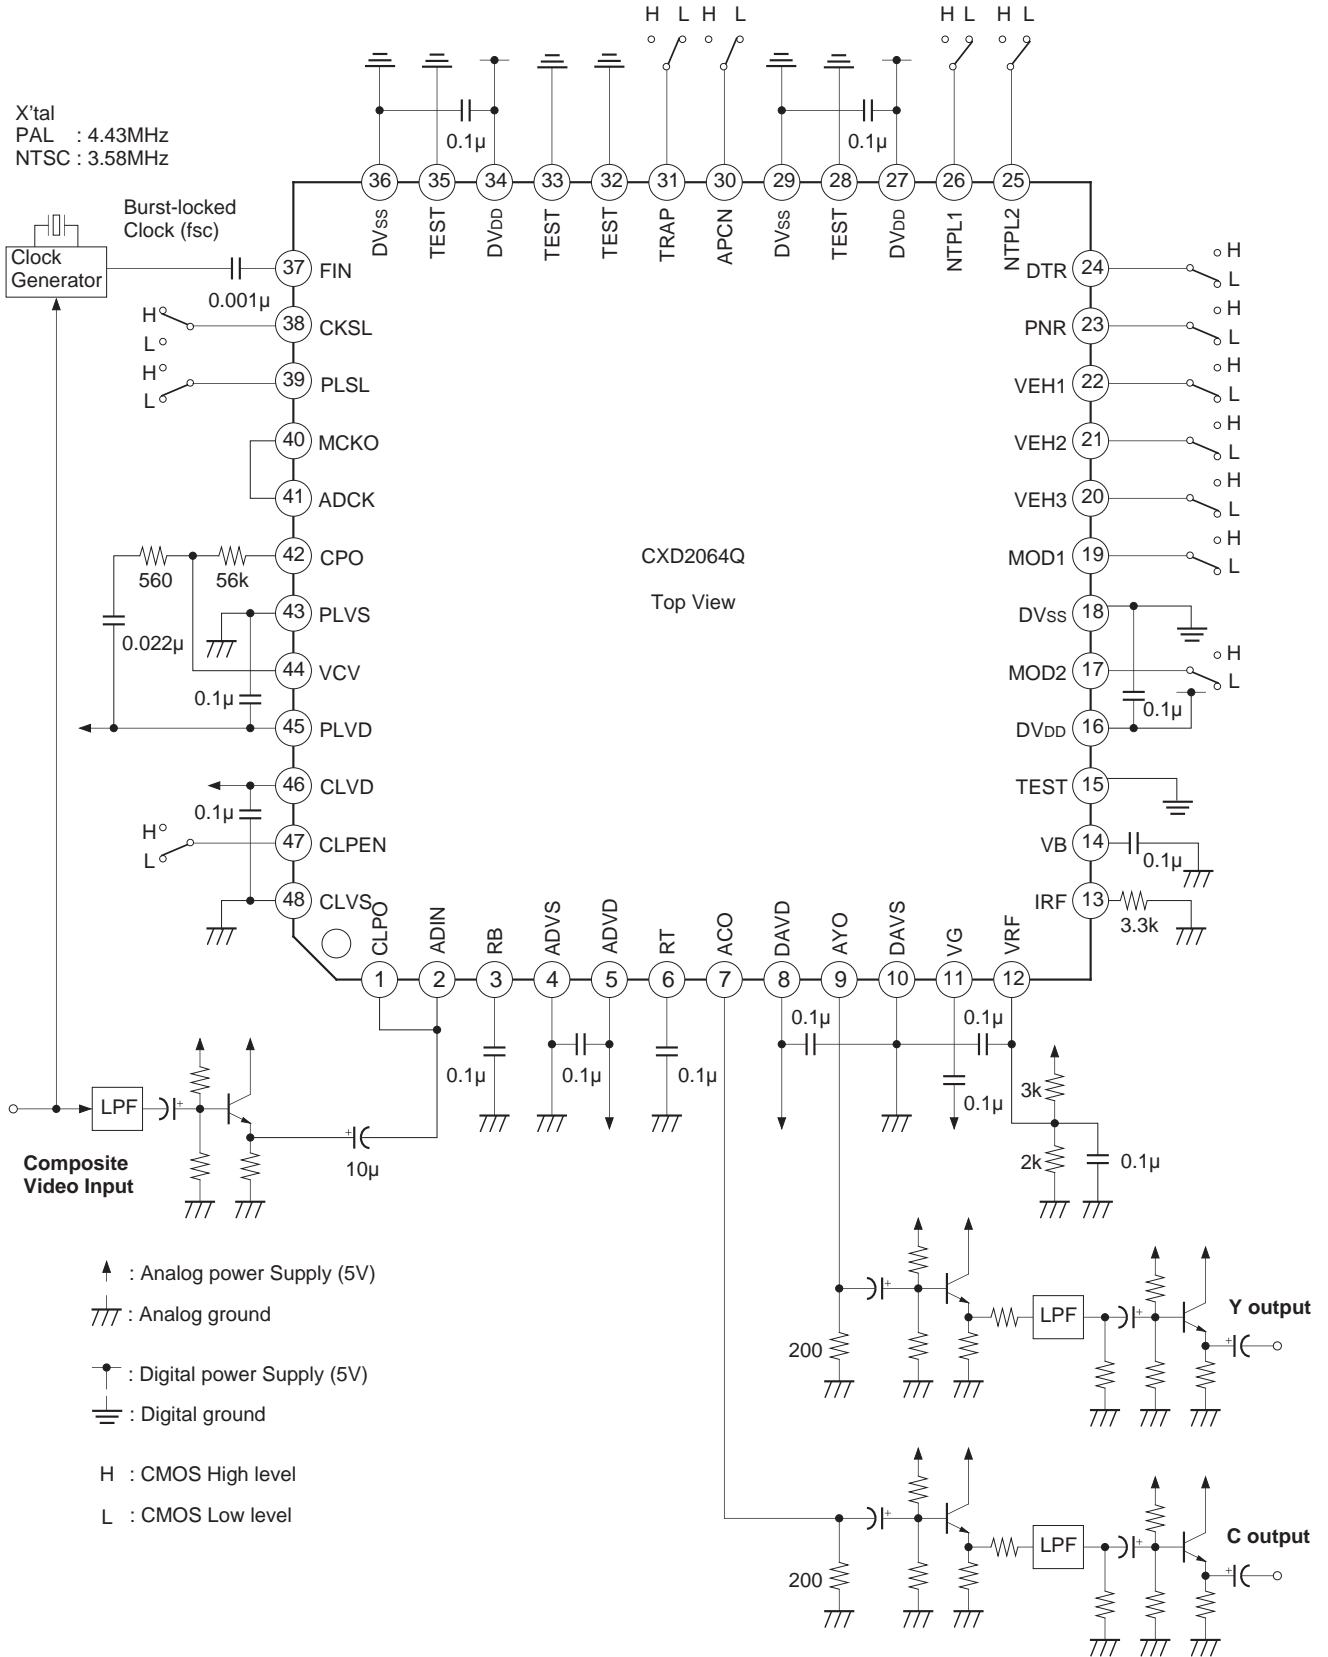 H L H L
H L H L
X'tal
PAL : 4.43MHz
NTSC : 3.58MHz
0.1µ
0.1µ
36 35 34 33 32 31 30 29 28 27 26 25
DVSS TEST DVDD TEST TEST TRAP APCN DVSS TEST DVDD NTPL1 NTPL2
Burst-locked
Clock (fsc)
Clock
Generator
0.001µ
37 FIN
H
L
38 CKSL
H
L
39 PLSL
40 MCKO
41 ADCK
42 CPO
560
56k
43 PLVS
0.022µ
44 VCV
0.1µ
45 PLVD
46 CLVD
0.1µ
H
L
47 CLPEN
48 CLVS
CXD2064Q
Top View
DTR 24
H
L
PNR 23
H
L
VEH1 22
H
L
VEH2 21
H
L
VEH3 20
H
L
MOD1 19
H
L
DVSS 18
MOD2 17
H
L
0.1µ
DVDD 16
TEST 15
VB 14
0.1µ
IRF 13
3.3k
CLPO ADIN RB ADVS ADVD RT ACO DAVD AYO DAVS VG VRF
1 2 3 4 5 6 7 8 9 10 11 12
0.1µ
0.1µ
0.1µ
0.1µ
0.1µ
0.1µ
3k
2k
0.1µ
LPF
10µ
Composite
Video Input
: Analog power Supply (5V)
: Analog ground
: Digital power Supply (5V)
: Digital ground
H : CMOS High level
L : CMOS Low level
200
LPF
Y output
200
LPF
C output